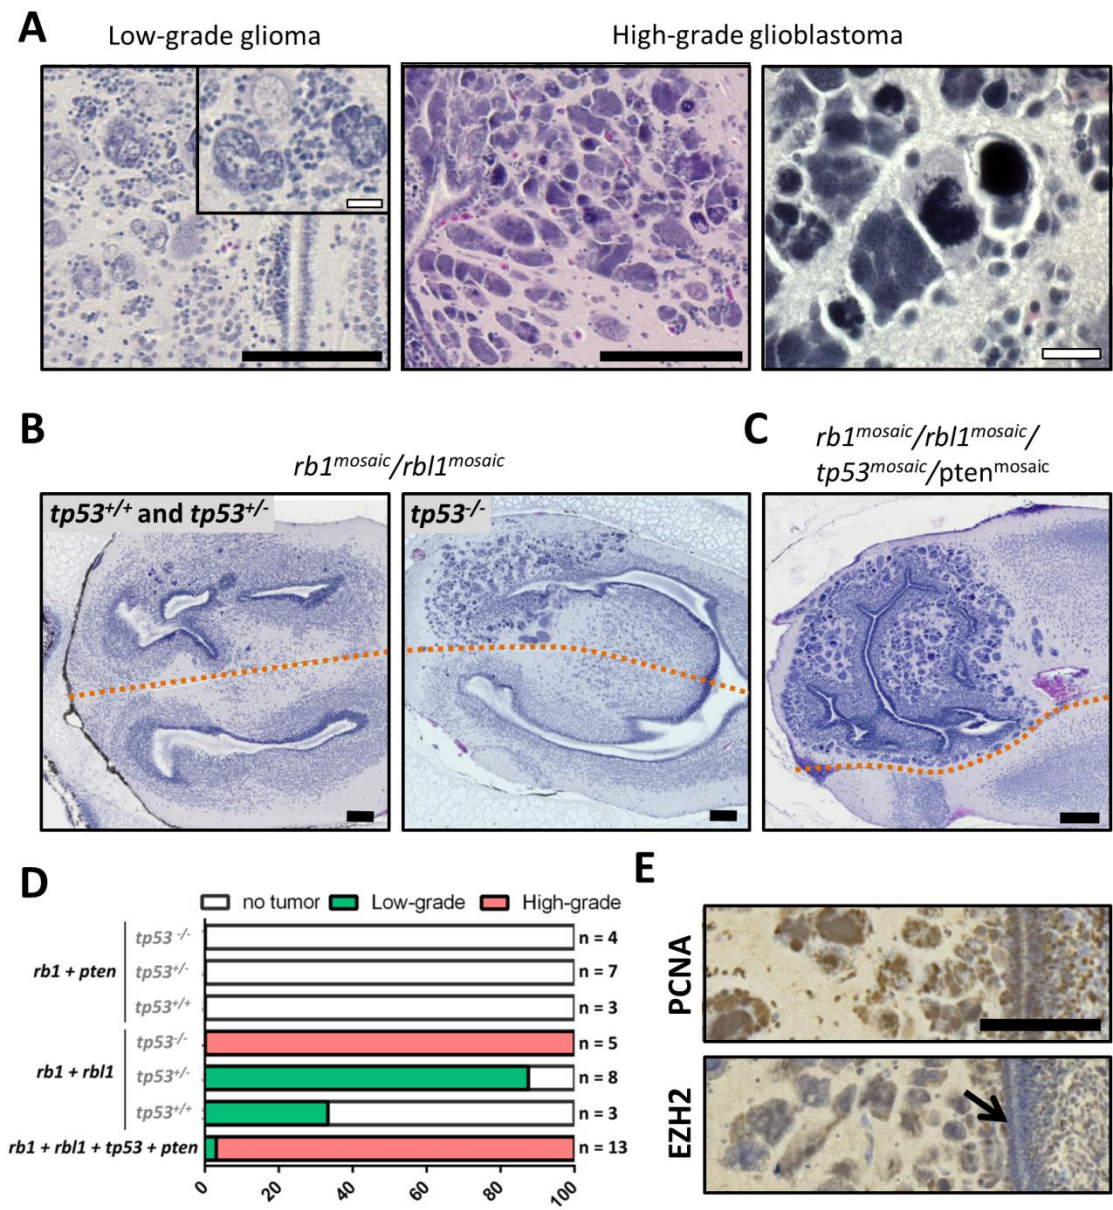 A
Low-grade glioma
High-grade glioblastoma
B
rb1mosaic/rbl1mosaic
C
rb1mosaic/rbl1mosaic/
tp53mosaic/ptenmosaic
tp53+/+ and tp53+/-
tp53-/-
D
no tumor Low-grade High-grade
rb1 + pten
tp53 -/- n = 4
tp53+/- n = 7
tp53+/+ n = 3
rb1 + rbl1
tp53-/- n = 5
tp53+/- n = 8
tp53+/+ n = 3
rb1 + rbl1 + tp53 + pten n = 13
0 20 40 60 80 100
E
PCNA
EZH2